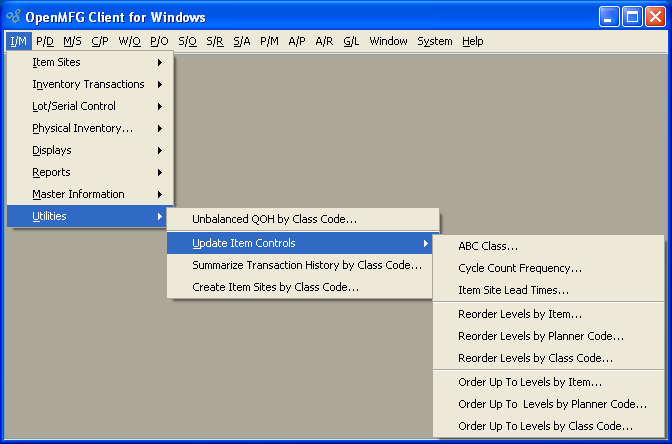 OpenMFG Client for Windows
I/M P/D M/S C/P W/O P/O S/O S/R S/A P/M A/P A/R G/L Window System Help
Item Sites
Inventory Transactions
Lot/Serial Control
Physical Inventory...
Displays
Reports
Master Information
Utilities
Unbalanced QOH by Class Code...
Update Item Controls
Summarize Transaction History by Class Code...
Create Item Sites by Class Code...
ABC Class...
Cycle Count Frequency...
Item Site Lead Times...
Reorder Levels by Item...
Reorder Levels by Planner Code...
Reorder Levels by Class Code...
Order Up To Levels by Item...
Order Up To  Levels by Planner Code...
Order Up To Levels by Class Code...